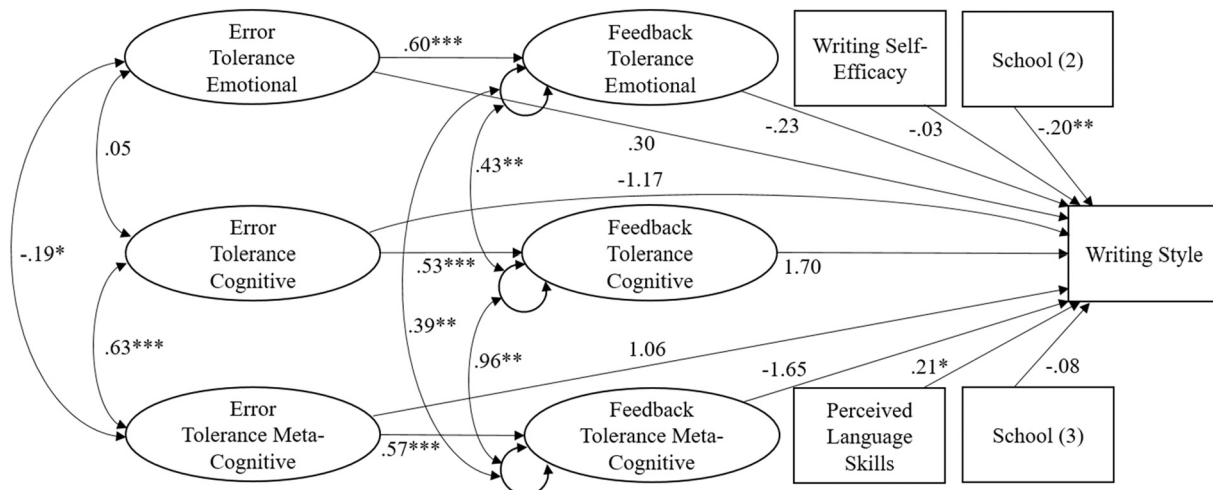 Error
Tolerance
Emotional
.60***
Feedback
Tolerance
Emotional
Writing Self-
Efficacy
School (2)
-.23
-.03
-.20**
.30
.05
.43**
-1.17
-.19*
Error
Tolerance
Cognitive
.53***
Feedback
Tolerance
Cognitive
1.70
Writing Style
.63***
.39**
.96**
1.06
-1.65
.21*
-.08
Error
Tolerance Meta-
Cognitive
.57***
Feedback
Tolerance Meta-
Cognitive
Perceived
Language
Skills
School (3)